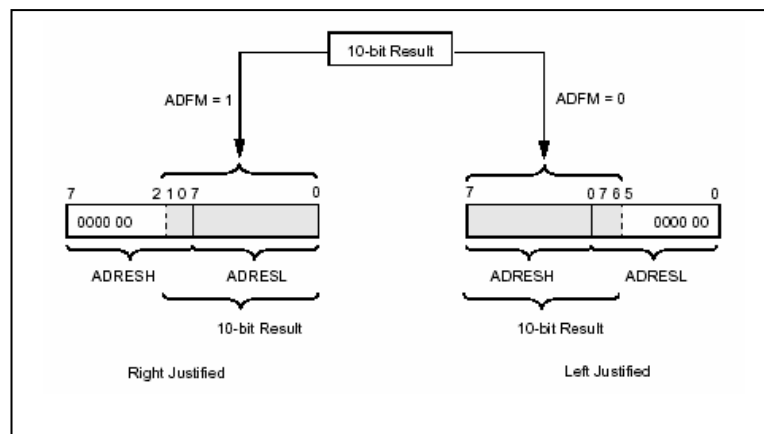 10-bit Result
ADFM = 1
ADFM = 0
7 2 1 0 7 0
7 0 7 6 5 0
0000 00
0000 00
ADRESH ADRESL
ADRESH ADRESL
10-bit Result
10-bit Result
Right Justified
Left Justified